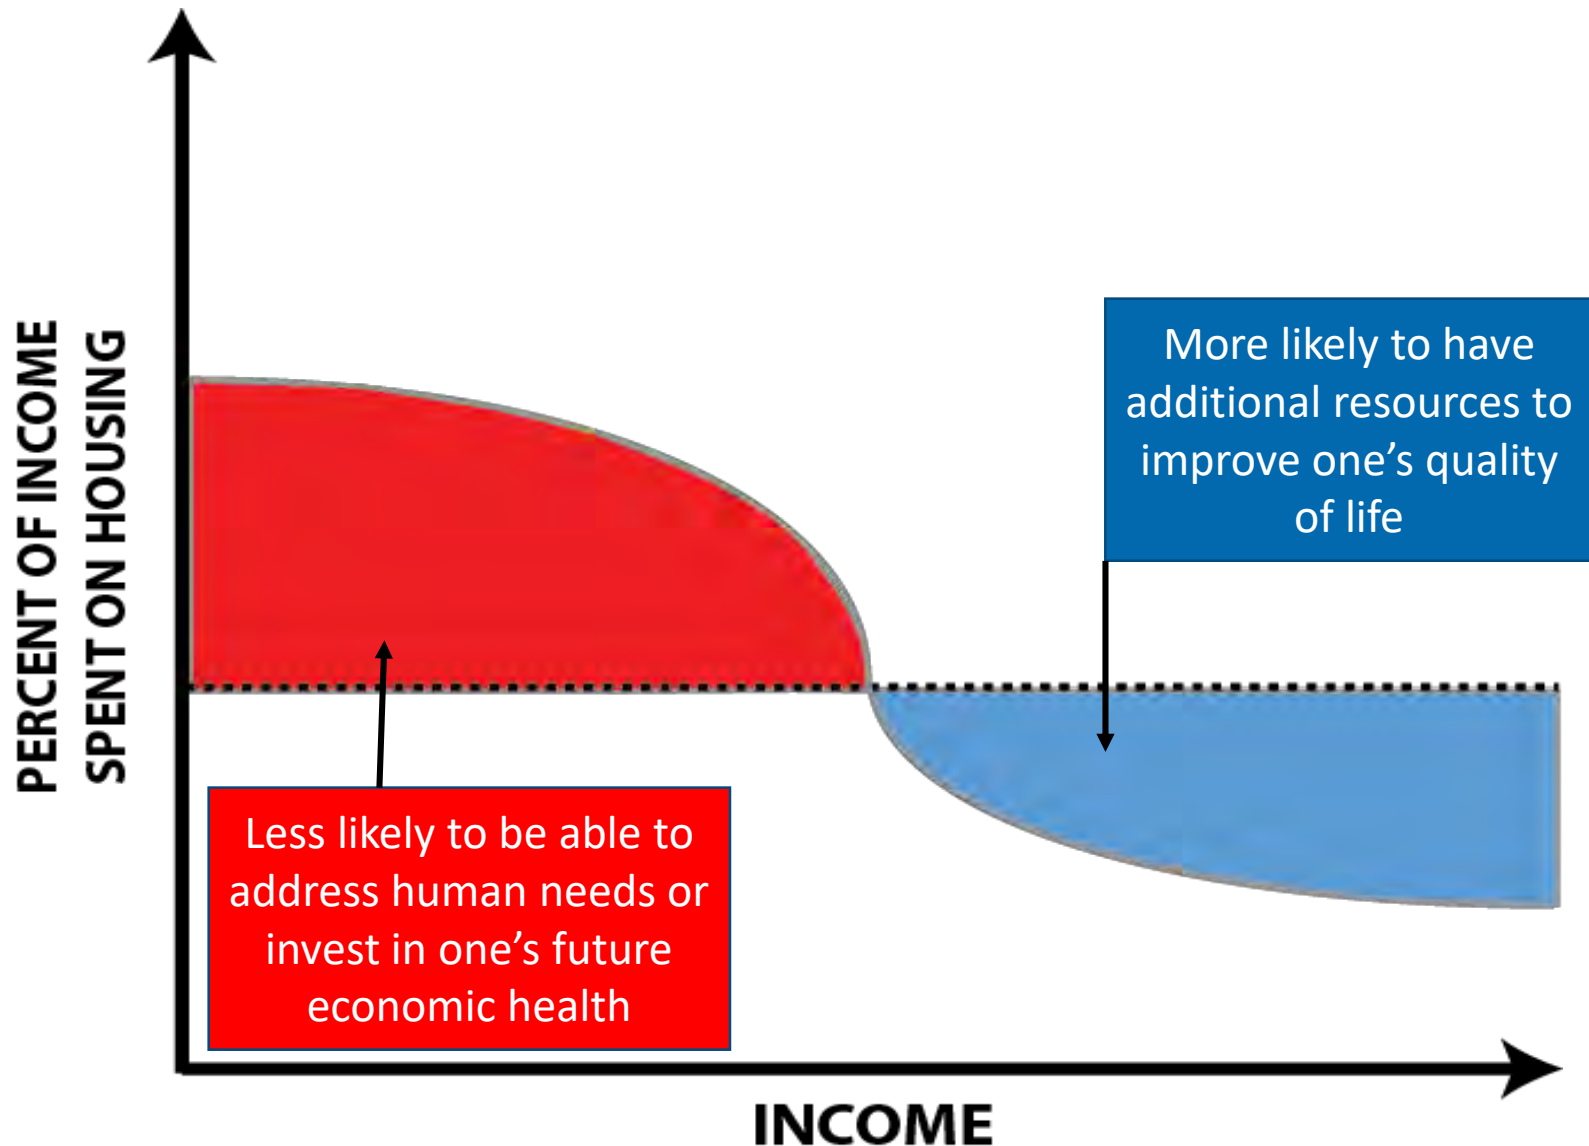 PERCENT OF INCOME
SPENT ON HOUSING
More likely to have
additional resources to
improve one’s quality
of life
Less likely to be able to
address human needs or
invest in one’s future
economic health
INCOME